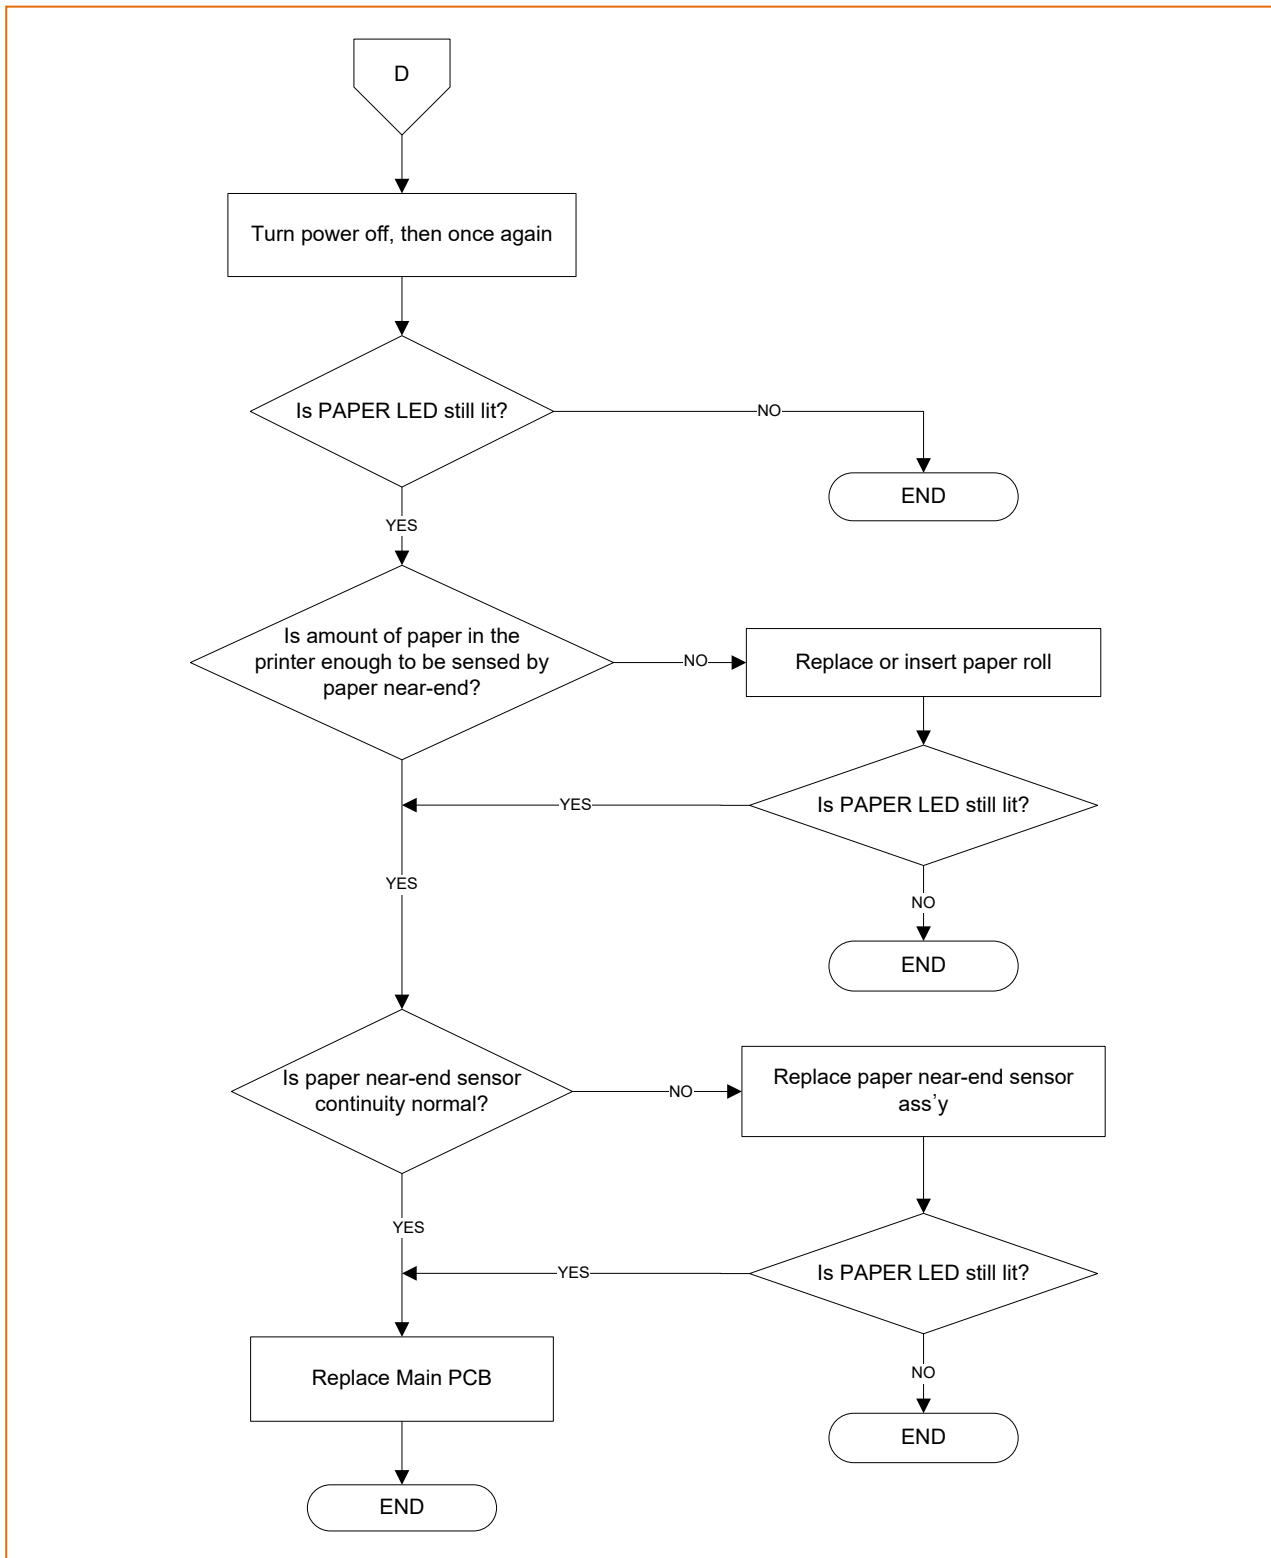 D
Turn power off, then once again
Is PAPER LED still lit?
NO
END
YES
Is amount of paper in the
printer enough to be sensed by
paper near-end?
NO
Replace or insert paper roll
YES
Is PAPER LED still lit?
YES
NO
END
Is paper near-end sensor
continuity normal?
NO
Replace paper near-end sensor
ass’y
YES
YES
Is PAPER LED still lit?
Replace Main PCB
NO
END
END